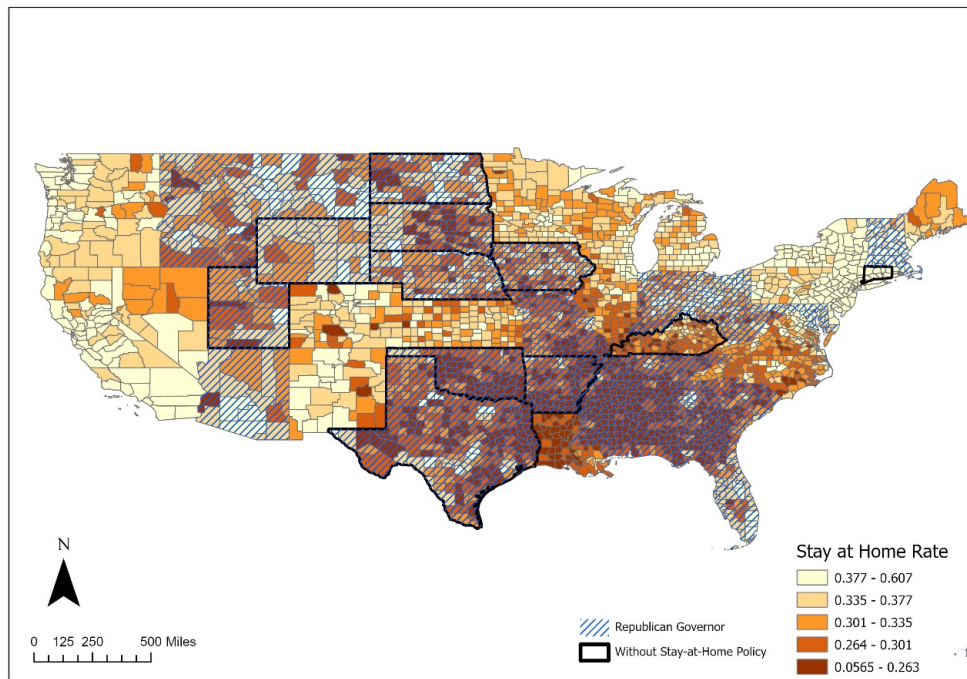 N
0 125 250 500 Miles
Republican Governor
Without Stay-at-Home Policy
Stay at Home Rate
0.377 - 0.607
0.335 - 0.377
0.301 - 0.335
0.264 - 0.301
0.0565 - 0.263